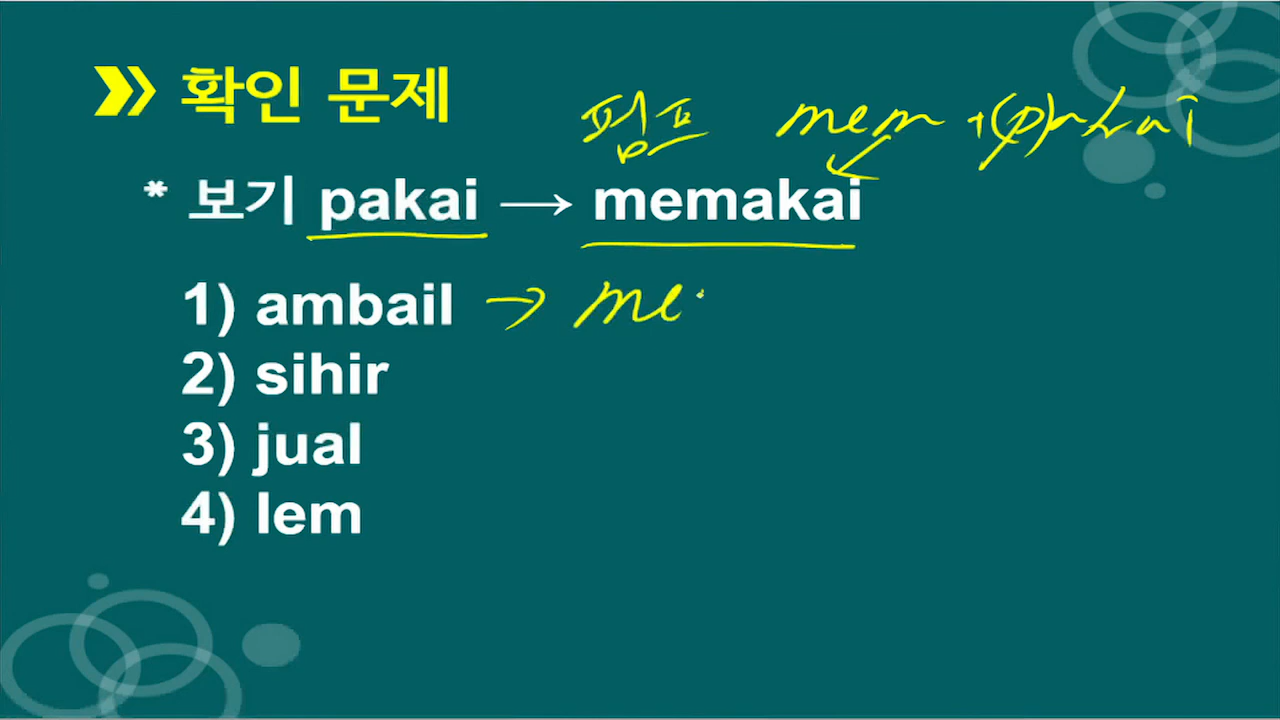 확인 문제
펌프 mem + (p)akai
* 보기 pakai → memakai
1) ambail → me
2) sihir
3) jual
4) lem